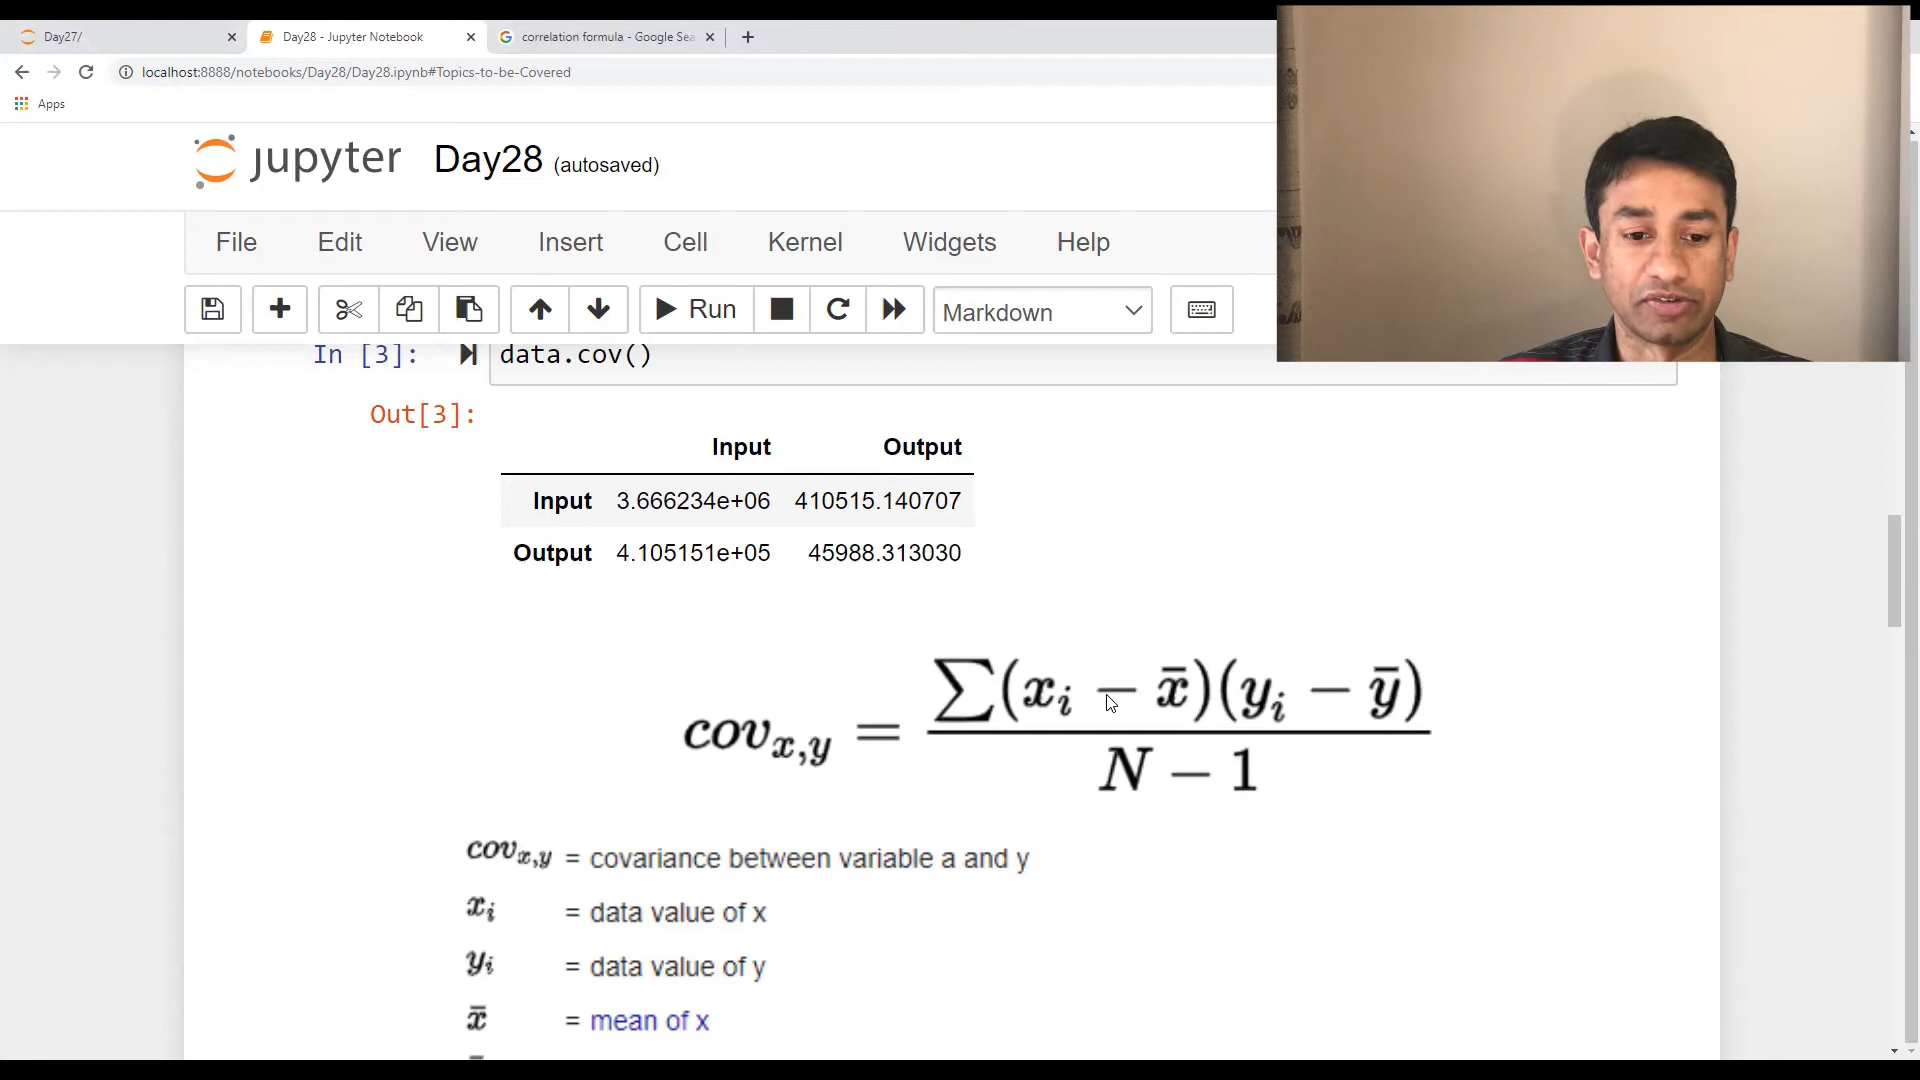 Day27/
Day28 - Jupyter Notebook
correlation formula - Google Sea
localhost:8888/notebooks/Day28/Day28.ipynb#Topics-to-be-Covered
Apps
jupyter Day28 (autosaved)
File Edit View Insert Cell Kernel Widgets Help
Run Markdown
In [3]: data.cov()
Out[3]:
Input Output
Input 3.666234e+06 410515.140707
Output 4.105151e+05 45988.313030
cov_{x,y} = \frac{∑(x_i − x̄)(y_i − ȳ)}{N − 1}
cov_{x,y} = covariance between variable a and y
x_i = data value of x
y_i = data value of y
x̄ = mean of x